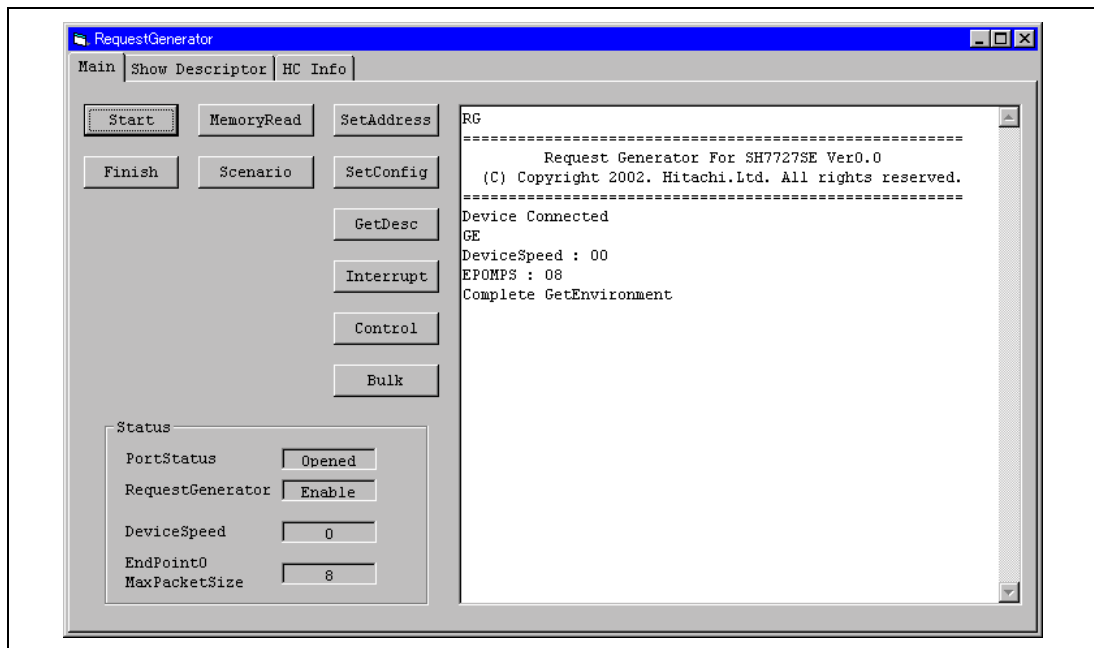 RequestGenerator
Main Show Descriptor HC Info
Start MemoryRead SetAddress
Finish Scenario SetConfig
GetDesc
Interrupt
Control
Bulk
RG
=======================================================
Request Generator For SH7727SE Ver0.0
(C) Copyright 2002. Hitachi.Ltd. All rights reserved.
=======================================================
Device Connected
GE
DeviceSpeed : 00
EP0MPS : 08
Complete GetEnvironment
Status
PortStatus Opened
RequestGenerator Enable
DeviceSpeed 0
EndPoint0
MaxPacketSize 8